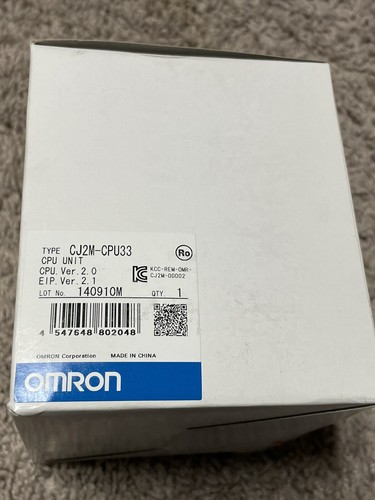 TYPE CJ2M-CPU33
CPU UNIT
CPU. Ver.2.0
EIP. Ver.2.1
LOT No. 140910M QTY. 1
Ro
KCC-REM-OMR-
CJ2M-00002
4 547648 802048
OMRON Corporation MADE IN CHINA
OMRON